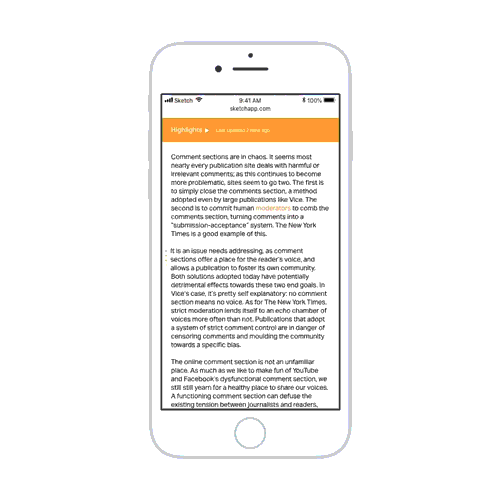 Sketch
9:41 AM
100%
sketchapp.com
Highlights
Last updated 7 mins ago
Comment sections are in chaos. It seems most
nearly every publication site deals with harmful or
irrelevant comments; as this continues to become
more problematic, sites seem to go two. The first is
to simply close the comments section, a method
adopted even by large publications like Vice. The
second is to commit human moderators to comb the
comments section, turning comments into a
"submission-acceptance" system. The New York
Times is a good example of this.
It is an issue needs addressing, as comment
sections offer a place for the reader's voice, and
allows a publication to foster its own community.
Both solutions adopted today have potentially
detrimental effects towards these two end goals. In
Vice's case, it's pretty self explanatory: no comment
section means no voice. As for The New York Times,
strict moderation lends itself to an echo chamber of
voices more often than not. Publications that adopt
a system of strict comment control are in danger of
censoring comments and moulding the community
towards a specific bias.
The online comment section is not an unfamiliar
place. As much as we like to make fun of YouTube
and Facebook's dysfunctional comment section, we
still still yearn for a healthy place to share our voices.
A functioning comment section can defuse the
existing tension between journalists and readers,